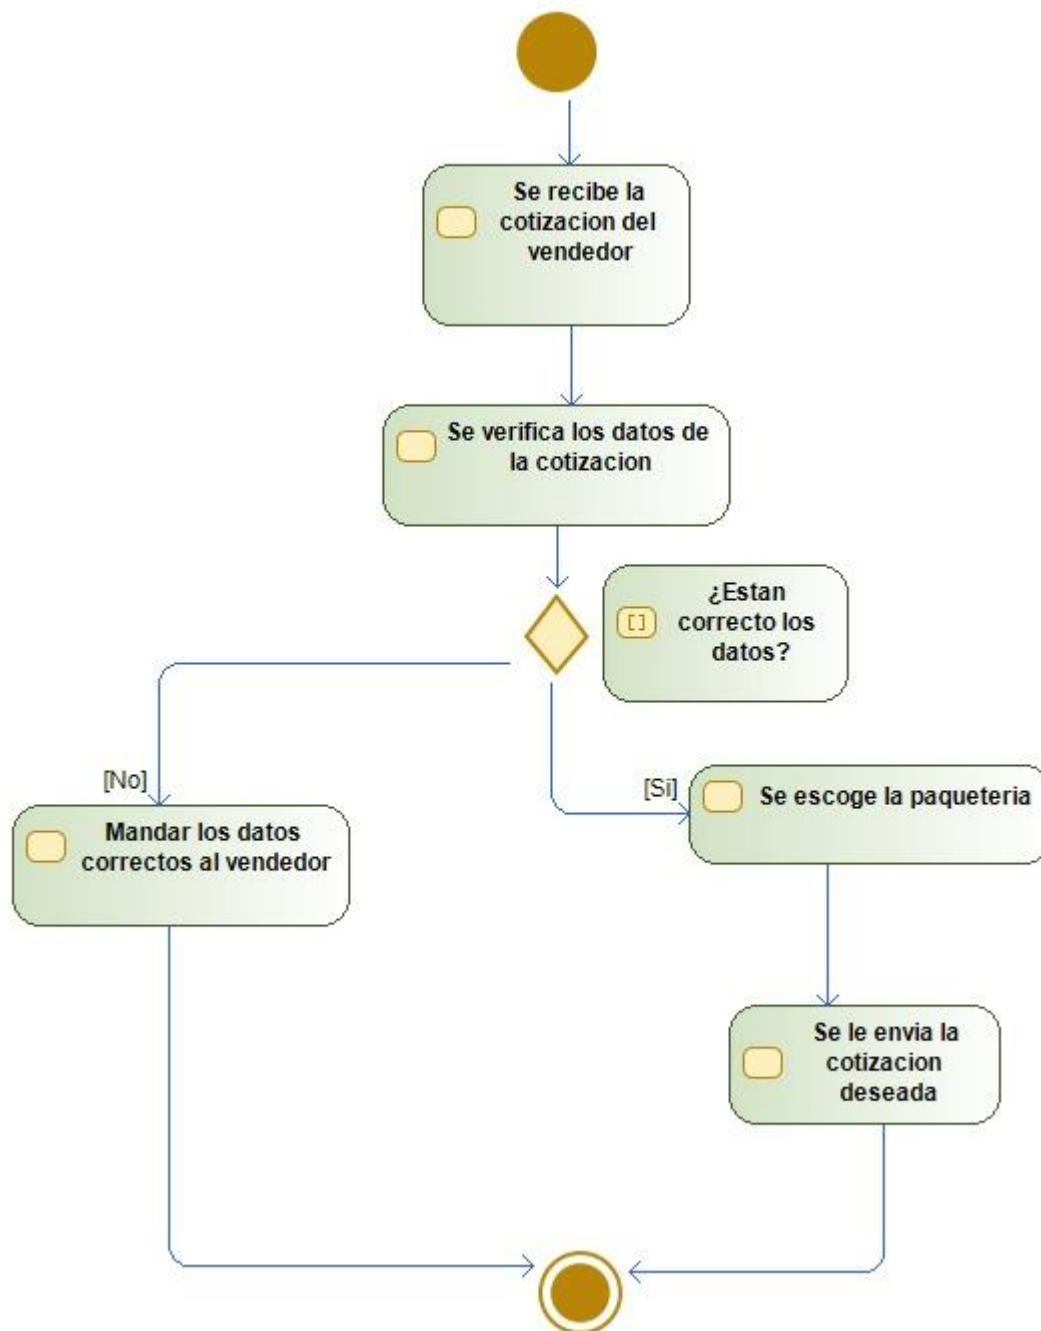 Se recibe la
cotizacion del
vendedor
Se verifica los datos de
la cotizacion
¿Estan
correcto los
datos?
[No]
[Si]
Se escoge la paqueteria
Mandar los datos
correctos al vendedor
Se le envia la
cotizacion
deseada